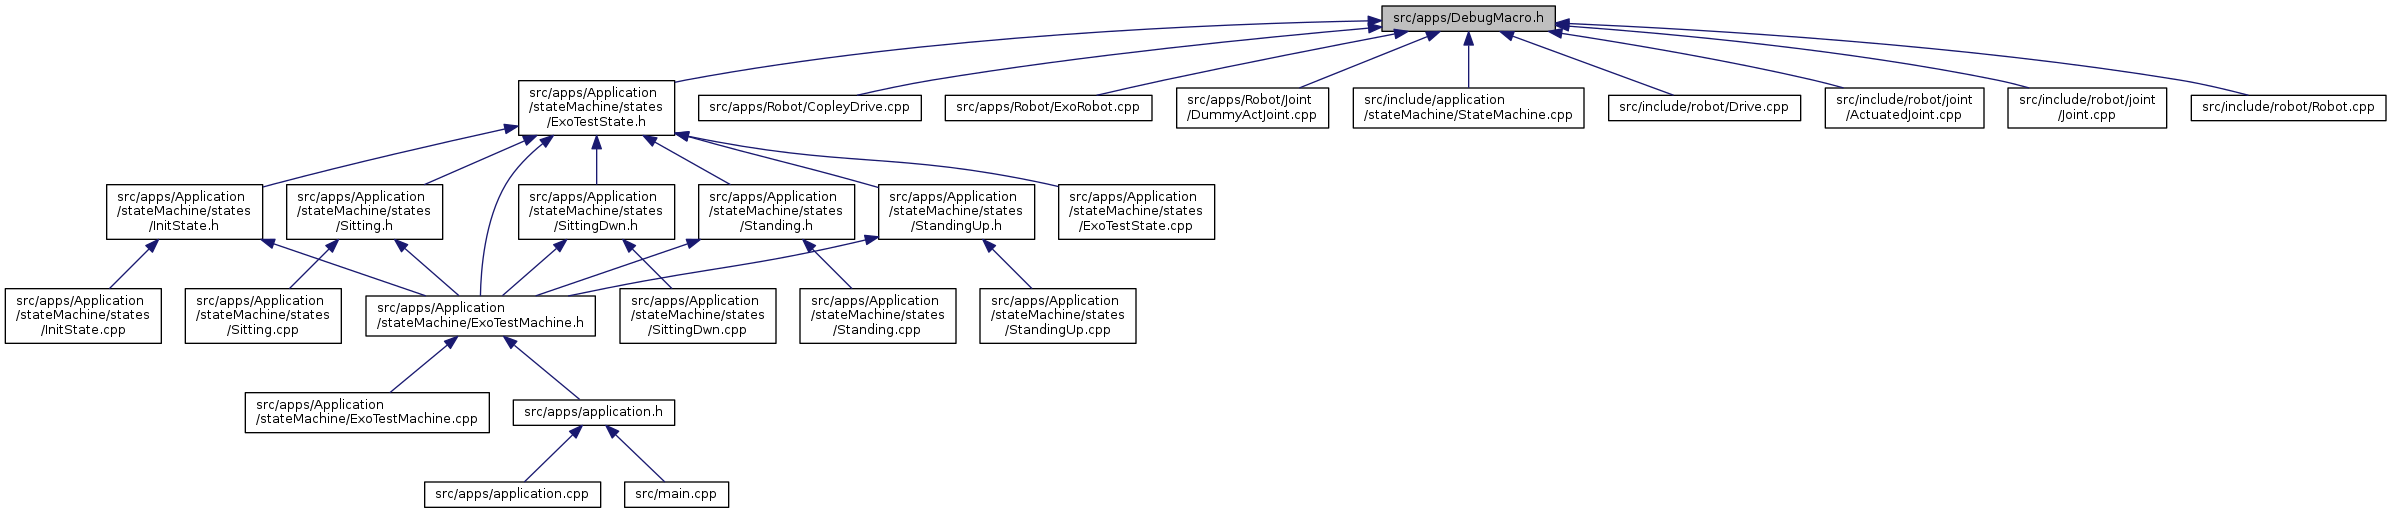 src/apps/DebugMacro.h
src/apps/Application
/stateMachine/states
/ExoTestState.h
src/apps/Robot/CopleyDrive.cpp
src/apps/Robot/ExoRobot.cpp
src/apps/Robot/Joint
/DummyActJoint.cpp
src/include/application
/stateMachine/StateMachine.cpp
src/include/robot/Drive.cpp
src/include/robot/joint
/ActuatedJoint.cpp
src/include/robot/joint
/Joint.cpp
src/include/robot/Robot.cpp
src/apps/Application
/stateMachine/states
/InitState.h
src/apps/Application
/stateMachine/states
/Sitting.h
src/apps/Application
/stateMachine/states
/SittingDwn.h
src/apps/Application
/stateMachine/states
/Standing.h
src/apps/Application
/stateMachine/states
/StandingUp.h
src/apps/Application
/stateMachine/states
/ExoTestState.cpp
src/apps/Application
/stateMachine/states
/InitState.cpp
src/apps/Application
/stateMachine/states
/Sitting.cpp
src/apps/Application
/stateMachine/ExoTestMachine.h
src/apps/Application
/stateMachine/states
/SittingDwn.cpp
src/apps/Application
/stateMachine/states
/Standing.cpp
src/apps/Application
/stateMachine/states
/StandingUp.cpp
src/apps/Application
/stateMachine/ExoTestMachine.cpp
src/apps/application.h
src/apps/application.cpp
src/main.cpp